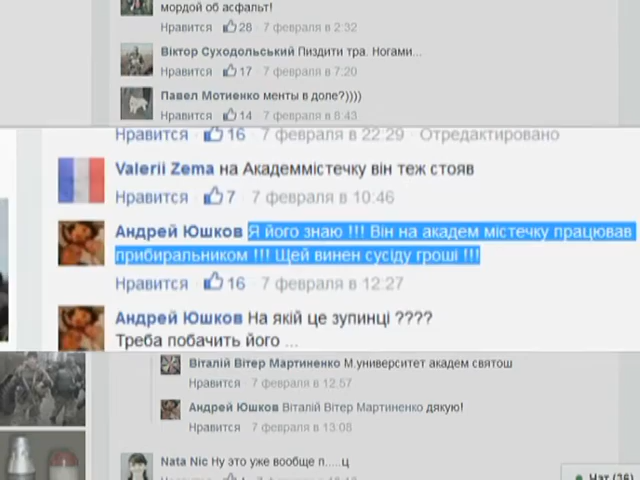 мордой об асфальт!
Нравится 28 · 7 февраля в 2:32
Віктор Суходольський Пиздити тра. Ногами...
Нравится 17 · 7 февраля в 7:20
Павел Мотиенко менты в доле?))))
Нравится 14 · 7 февраля в 8:43
Нравится · 16 · 7 февраля в 22:29 · Отредактировано
Valerii Zema на Академмістечку він теж стояв
Нравится · 7 · 7 февраля в 10:46
Андрей Юшков Я його знаю !!! Він на академ містечку працював
прибиральником !!! Щей винен сусіду гроші !!!
Нравится · 16 · 7 февраля в 12:27
Андрей Юшков На якій це зупинці ????
Треба побачить його ...
Віталій Вітер Мартиненко М.университет академ святош
Нравится · 7 февраля в 12:57
Андрей Юшков Віталій Вітер Мартиненко дякую!
Нравится · 7 февраля в 13:08
Nata Nic Ну это уже вообще п.....ц
Чат (36)